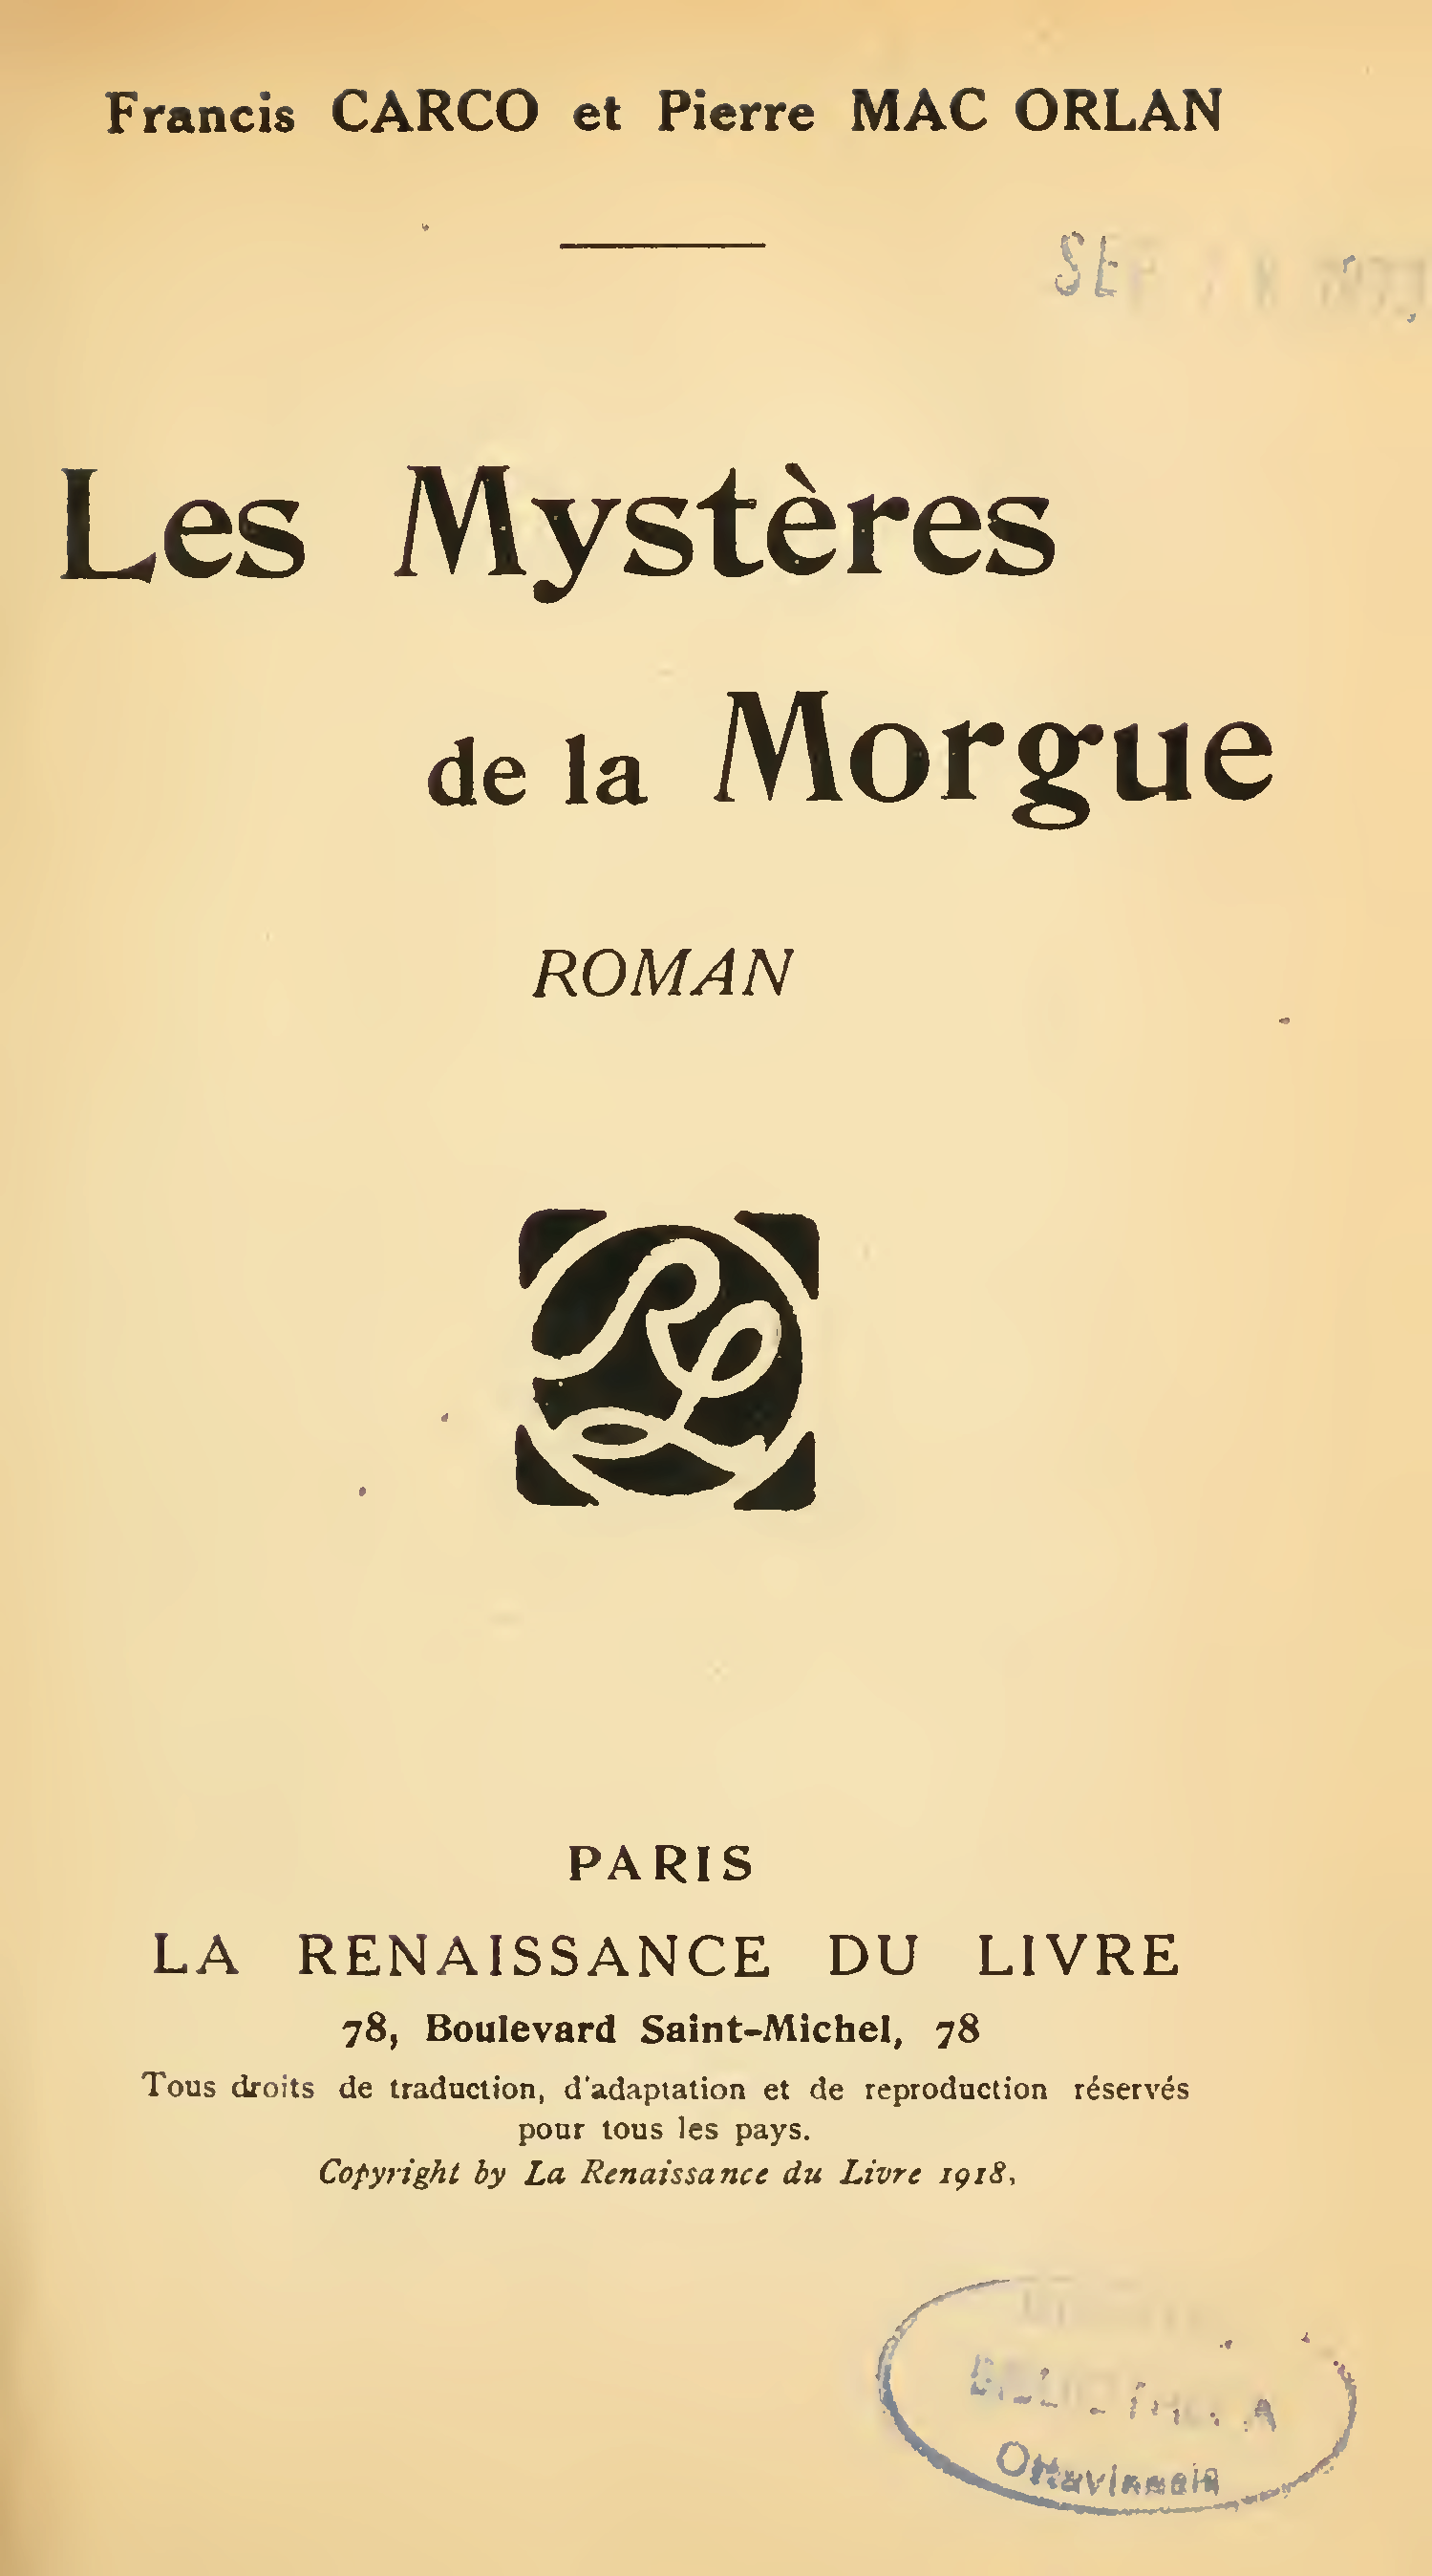 Francis CARCO et Pierre MAC ORLAN
Les Mystères
de la Morgue
ROMAN
RL
PARIS
LA RENAISSANCE DU LIVRE
78, Boulevard Saint-Michel, 78
Tous droits de traduction, d'adaptation et de reproduction réservés
pour tous les pays.
Copyright by La Renaissance du Livre 1918,